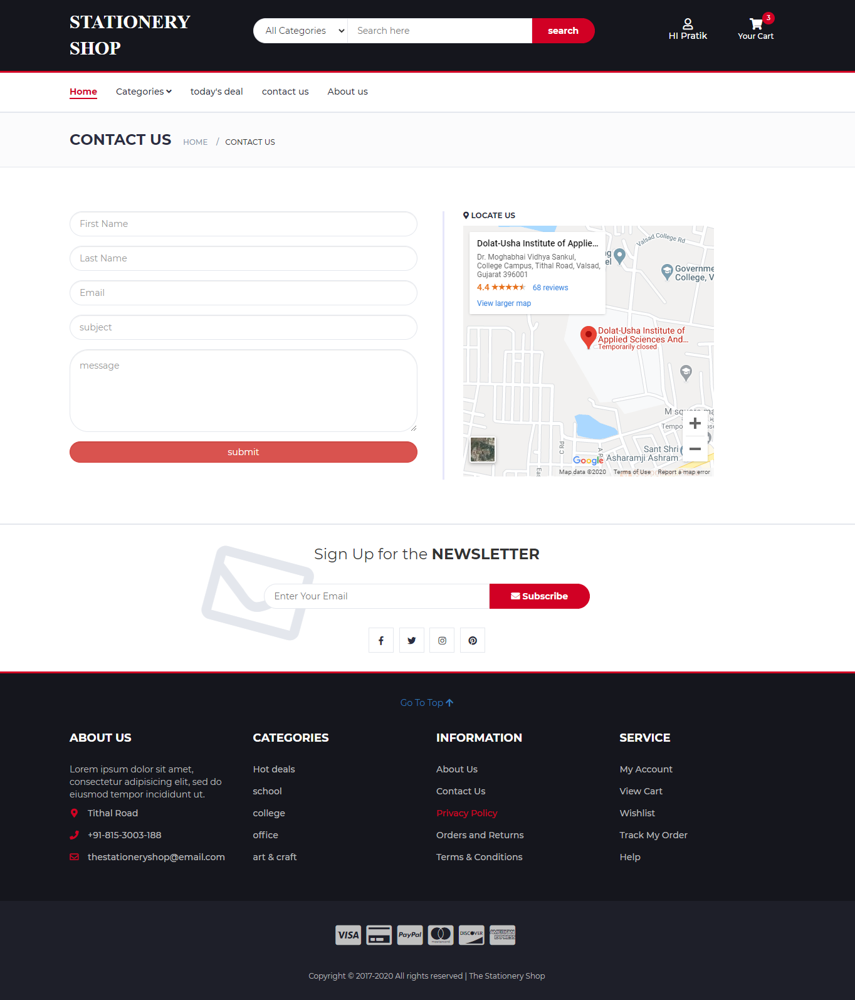 STATIONERY
SHOP
All Categories
Search here
search
HI Pratik
3
Your Cart
Home
Categories
today's deal
contact us
About us
CONTACT US
HOME / CONTACT US
First Name
Last Name
Email
subject
message
submit
LOCATE US
Dolat-Usha Institute of Applie...
Dr. Moghabhai Vidhya Sankul,
College Campus, Tithal Road, Valsad,
Gujarat 396001
4.4
68 reviews
View larger map
Valsad College Rd
Governme
College, V
Dolat-Usha Institute of
Applied Sciences And...
Temporarily closed
C Rd
Sant Shri
Asharamji Ashram
Google
Map data ©2020
Terms of Use
Report a map error
Sign Up for the NEWSLETTER
Enter Your Email
Subscribe
Go To Top
ABOUT US
Lorem ipsum dolor sit amet,
consectetur adipisicing elit, sed do
eiusmod tempor incididunt ut.
Tithal Road
+91-815-3003-188
thestationeryshop@email.com
CATEGORIES
Hot deals
school
college
office
art & craft
INFORMATION
About Us
Contact Us
Privacy Policy
Orders and Returns
Terms & Conditions
SERVICE
My Account
View Cart
Wishlist
Track My Order
Help
VISA
PayPal
mastercard
DISCOVER
AMERICAN
EXPRESS
Copyright © 2017-2020 All rights reserved | The Stationery Shop